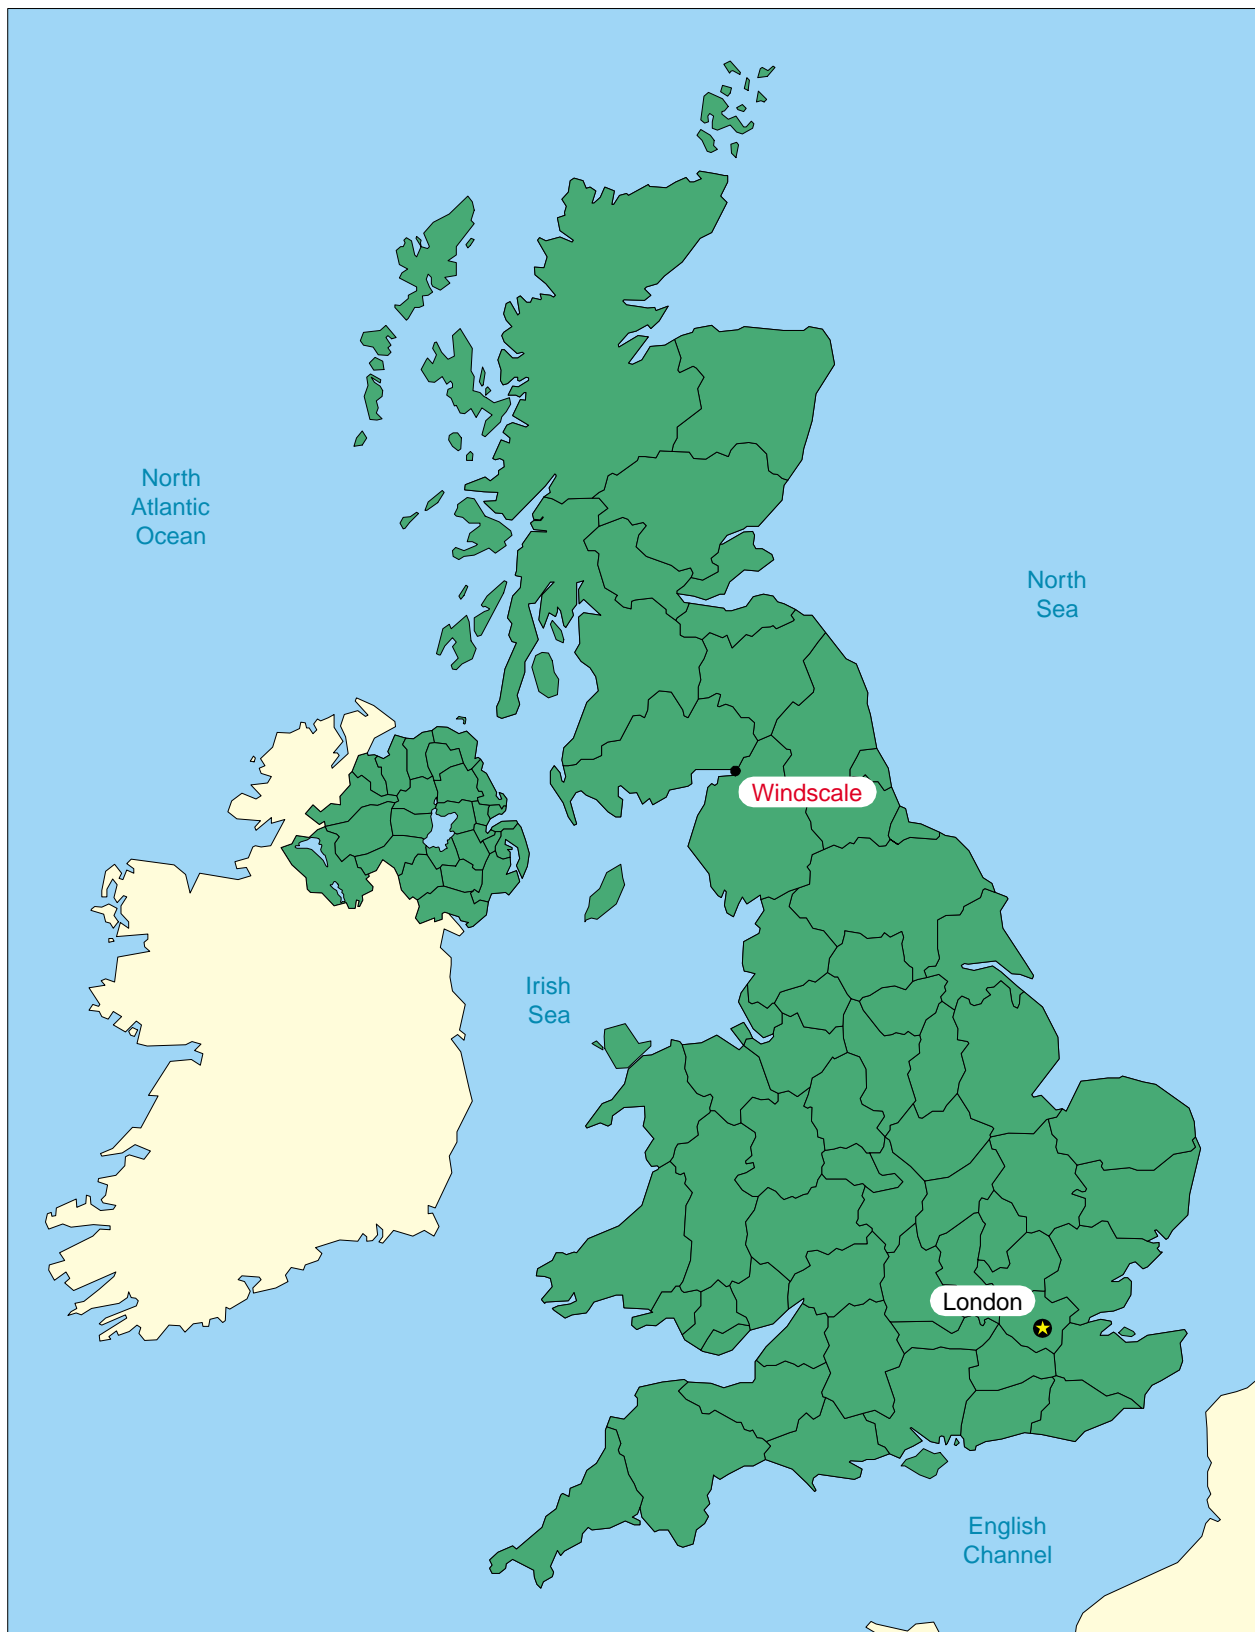 North
Atlantic
Ocean
North
Sea
Windscale
Irish
Sea
London
English
Channel